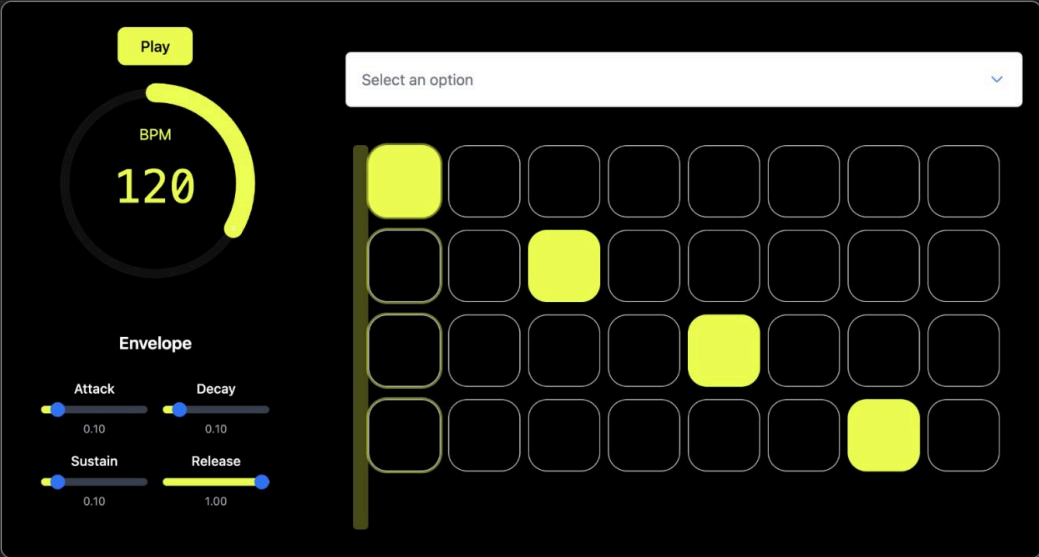 Play
Select an option
BPM
120
Envelope
Attack Decay
0.10 0.10
Sustain Release
0.10 1.00